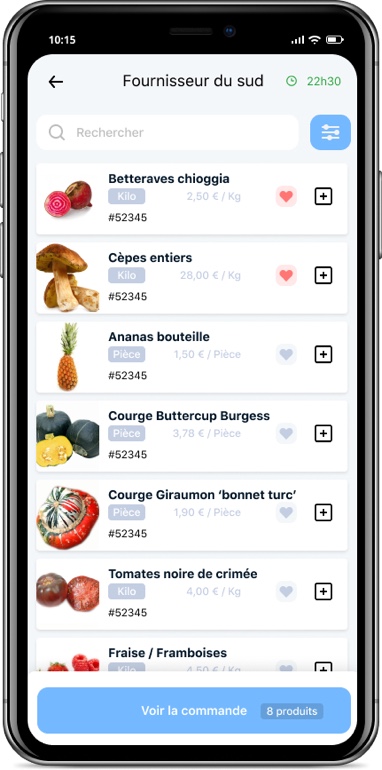 10:15
Fournisseur du sud 22h30
Rechercher
Betteraves chioggia
Kilo 2,50 € / Kg
#52345
Cèpes entiers
Kilo 28,00 € / Kg
#52345
Ananas bouteille
Pièce 1,50 € / Pièce
#52345
Courge Buttercup Burgess
Pièce 3,78 € / Pièce
#52345
Courge Giraumon ‘bonnet turc’
Pièce 1,90 € / Pièce
#52345
Tomates noire de crimée
Kilo 4,00 € / Kg
#52345
Fraise / Framboises
Kilo 4,50 € / Kg
Voir la commande 8 produits